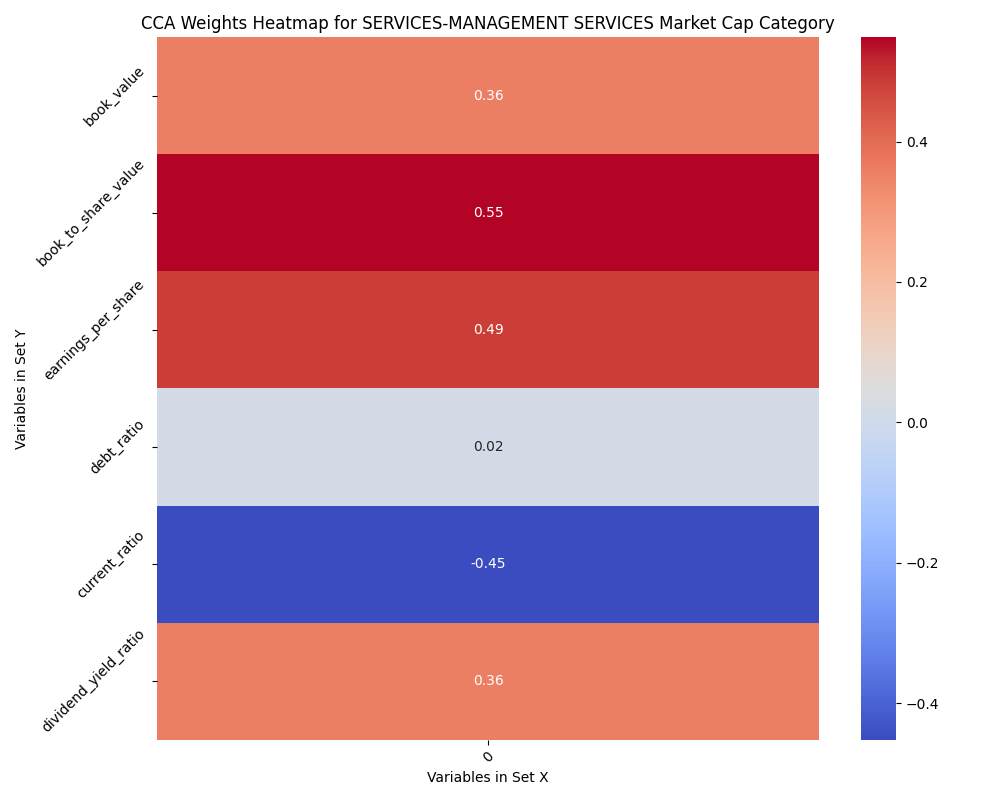 CCA Weights Heatmap for SERVICES-MANAGEMENT SERVICES Market Cap Category
Variables in Set Y
book_value
0.36
book_to_share_value
0.55
earnings_per_share
0.49
debt_ratio
0.02
current_ratio
-0.45
dividend_yield_ratio
0.36
0
Variables in Set X
0.4
0.2
0.0
−0.2
−0.4